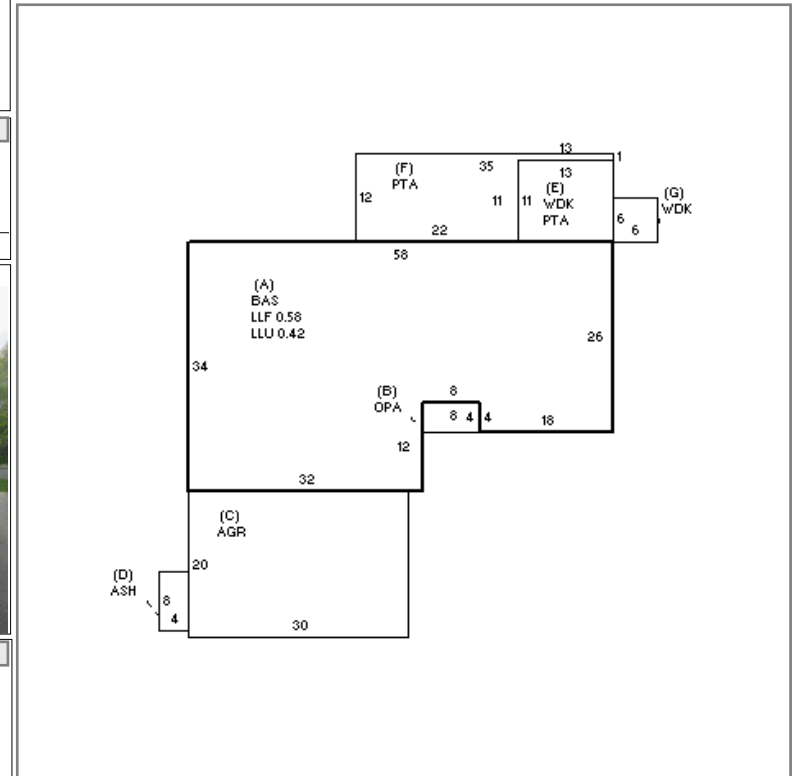 13
1
(F)
PTA
35
13
12
11
11
(E)
WDK
PTA
(G)
WDK
6
6
22
58
(A)
BAS
LLF 0.58
LLU 0.42
26
34
(B)
OPA
8
8
4
4
18
12
32
(C)
AGR
20
(D)
ASH
8
4
30